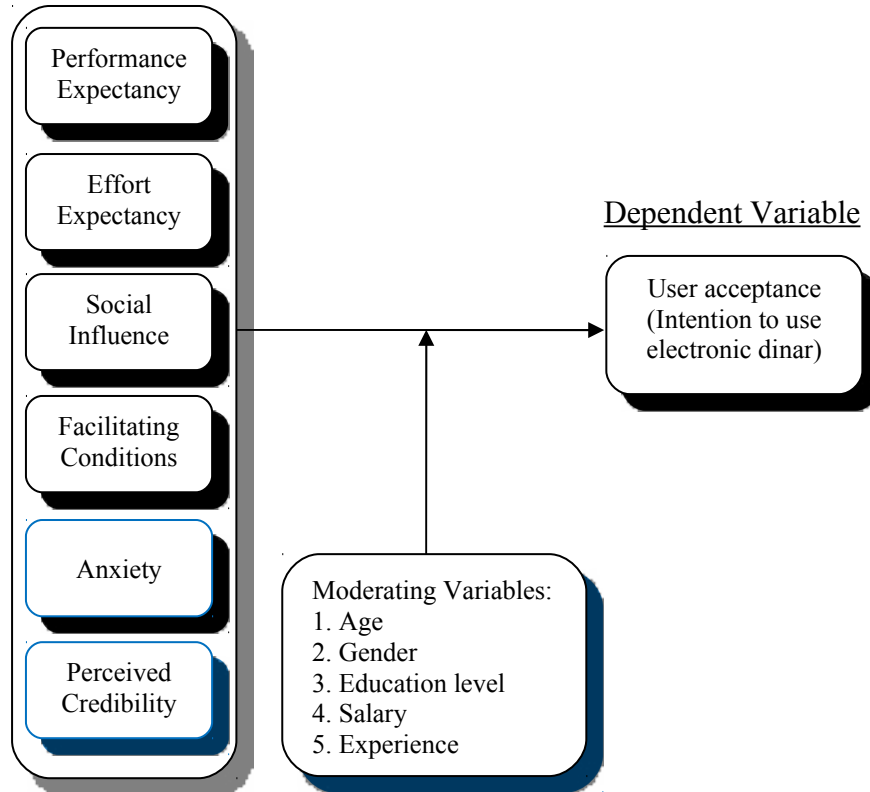 Performance
Expectancy
Effort
Expectancy
Social
Influence
Facilitating
Conditions
Anxiety
Perceived
Credibility
Dependent Variable
User acceptance
(Intention to use
electronic dinar)
Moderating Variables:
1. Age
2. Gender
3. Education level
4. Salary
5. Experience